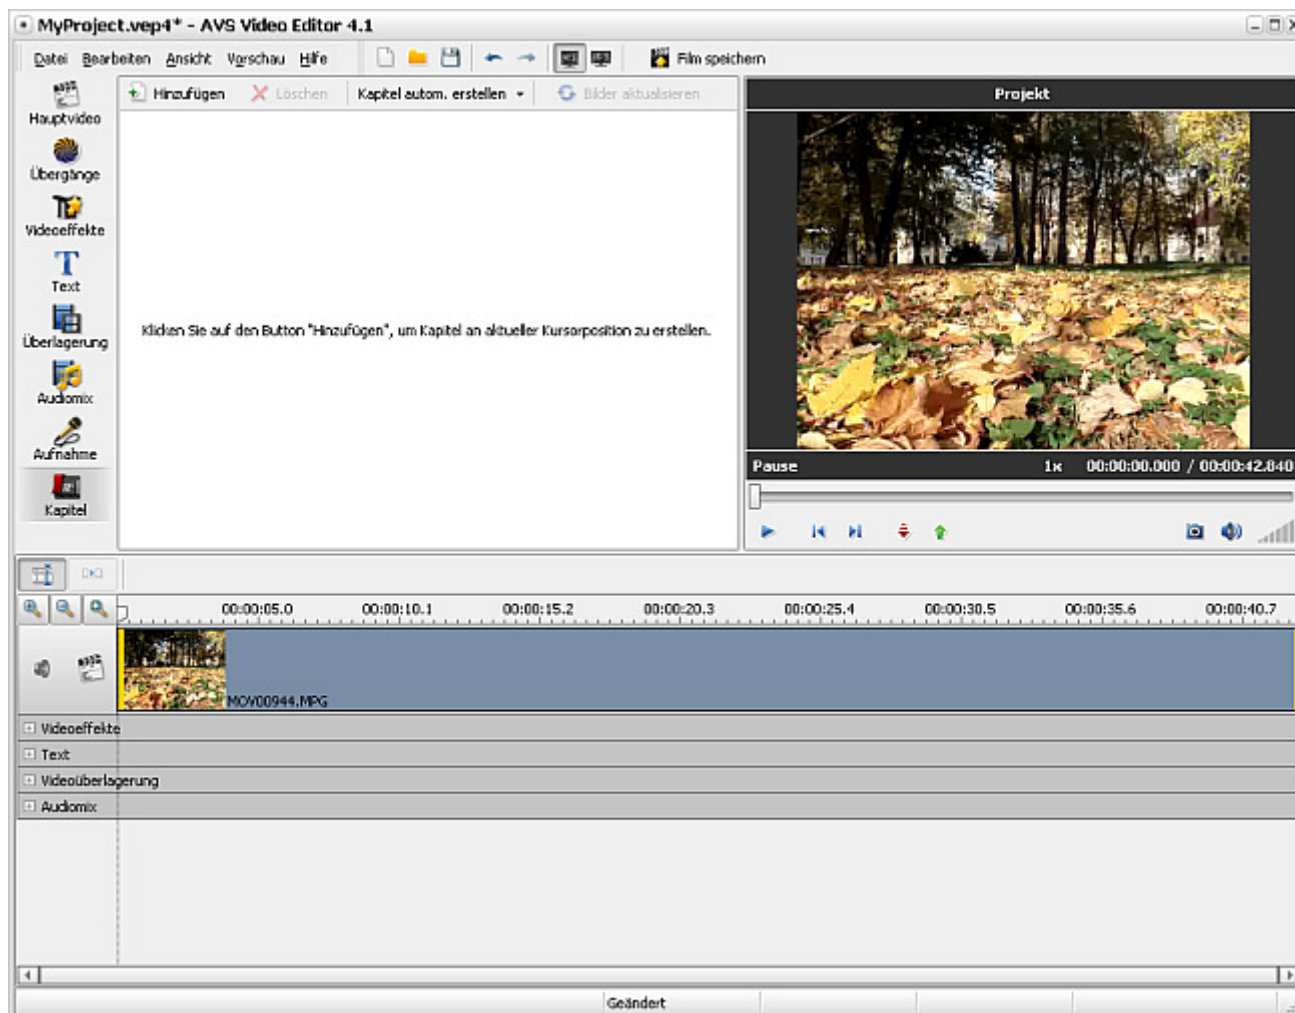 MyProject.vep4* - AVS Video Editor 4.1
Datei Bearbeiten Ansicht Vorschau Hilfe Film speichern
Hauptvideo
Übergänge
Videoeffekte
Text
Überlagerung
Audiomix
Aufnahme
Kapitel
Hinzufügen Löschen Kapitel autom. erstellen Bilder aktualisieren
Klicken Sie auf den Button "Hinzufügen", um Kapitel an aktueller Kursorposition zu erstellen.
Projekt
Pause 1x 00:00:00.000 / 00:00:42.840
00:00:05.0 00:00:10.1 00:00:15.2 00:00:20.3 00:00:25.4 00:00:30.5 00:00:35.6 00:00:40.7
MOV00944.MPG
Videoeffekte
Text
Videoüberlagerung
Audiomix
Geändert